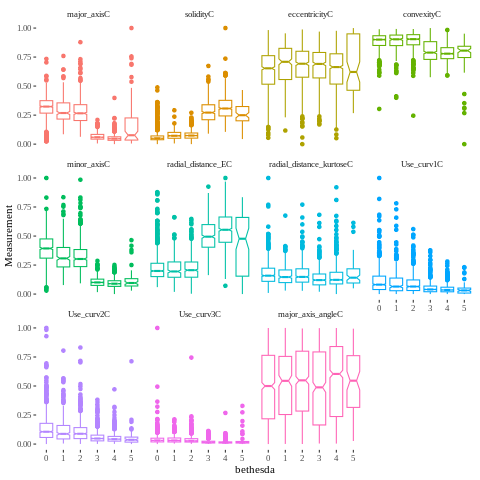 major_axisC solidityC eccentricityC convexityC
1.00
0.75
0.50
0.25
0.00
minor_axisC radial_distance_EC radial_distance_kurtoseC Use_curv1C
1.00
0.75
0.50
0.25
0.00
0 1 2 3 4 5
Use_curv2C Use_curv3C major_axis_angleC
1.00
0.75
0.50
0.25
0.00
0 1 2 3 4 5 0 1 2 3 4 5 0 1 2 3 4 5
Measurement
bethesda